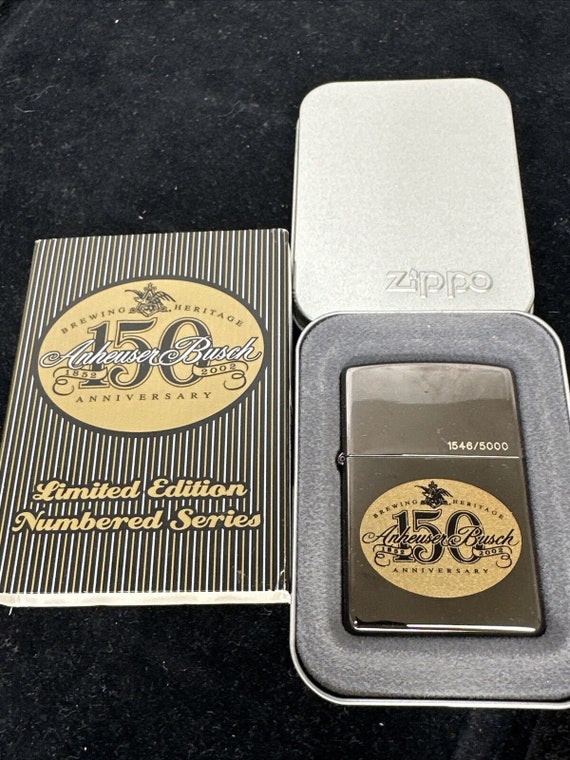 BREWING HERITAGE
150
Anheuser Busch
1852 2002
ANNIVERSARY
Limited Edition
Numbered Series
zippo
1546/5000
BREWING HERITAGE
150
Anheuser Busch
1852 2002
ANNIVERSARY